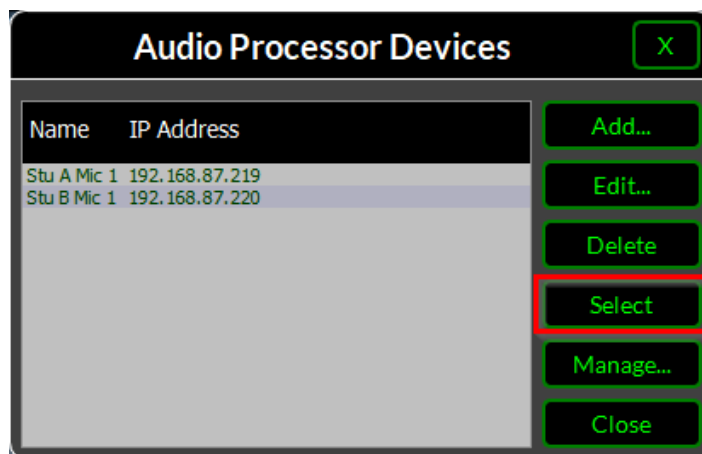 Audio Processor Devices
X
Name IP Address
Stu A Mic 1 192.168.87.219
Stu B Mic 1 192.168.87.220
Add...
Edit...
Delete
Select
Manage...
Close